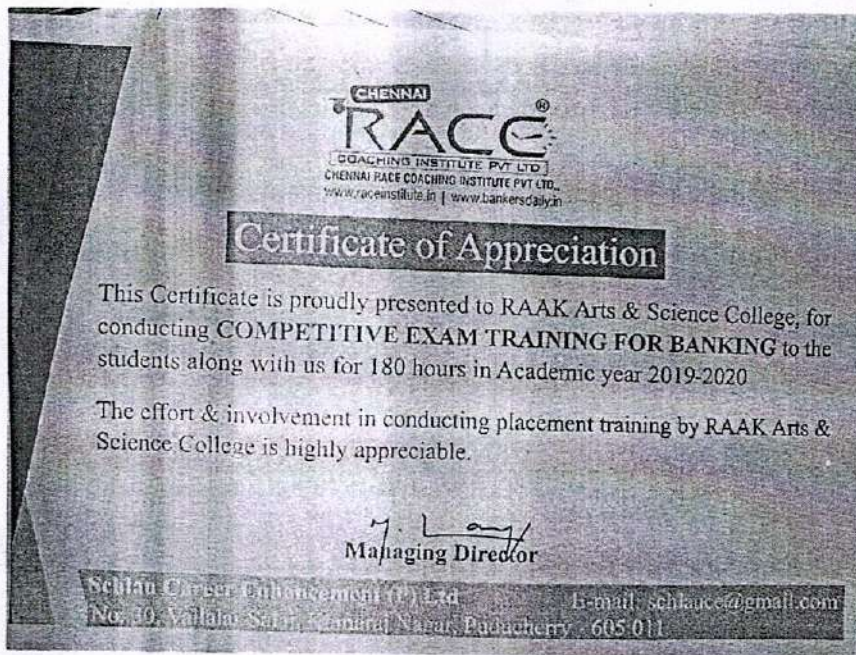 CHENNAI
RACE ®
COACHING INSTITUTE PVT LTD
CHENNAI RACE COACHING INSTITUTE PVT LTD.,
www.raceinstitute.in | www.bankersdaily.in
Certificate of Appreciation
This Certificate is proudly presented to RAAK Arts & Science College, for
conducting COMPETITIVE EXAM TRAINING FOR BANKING to the
students along with us for 180 hours in Academic year 2019-2020
The effort & involvement in conducting placement training by RAAK Arts &
Science College is highly appreciable.
Managing Director
Schlau Career Enhancement (P) Ltd
E-mail: schlauce@gmail.com
No. 30, Vallalar Salai, Kamaraj Nagar, Puducherry - 605 011